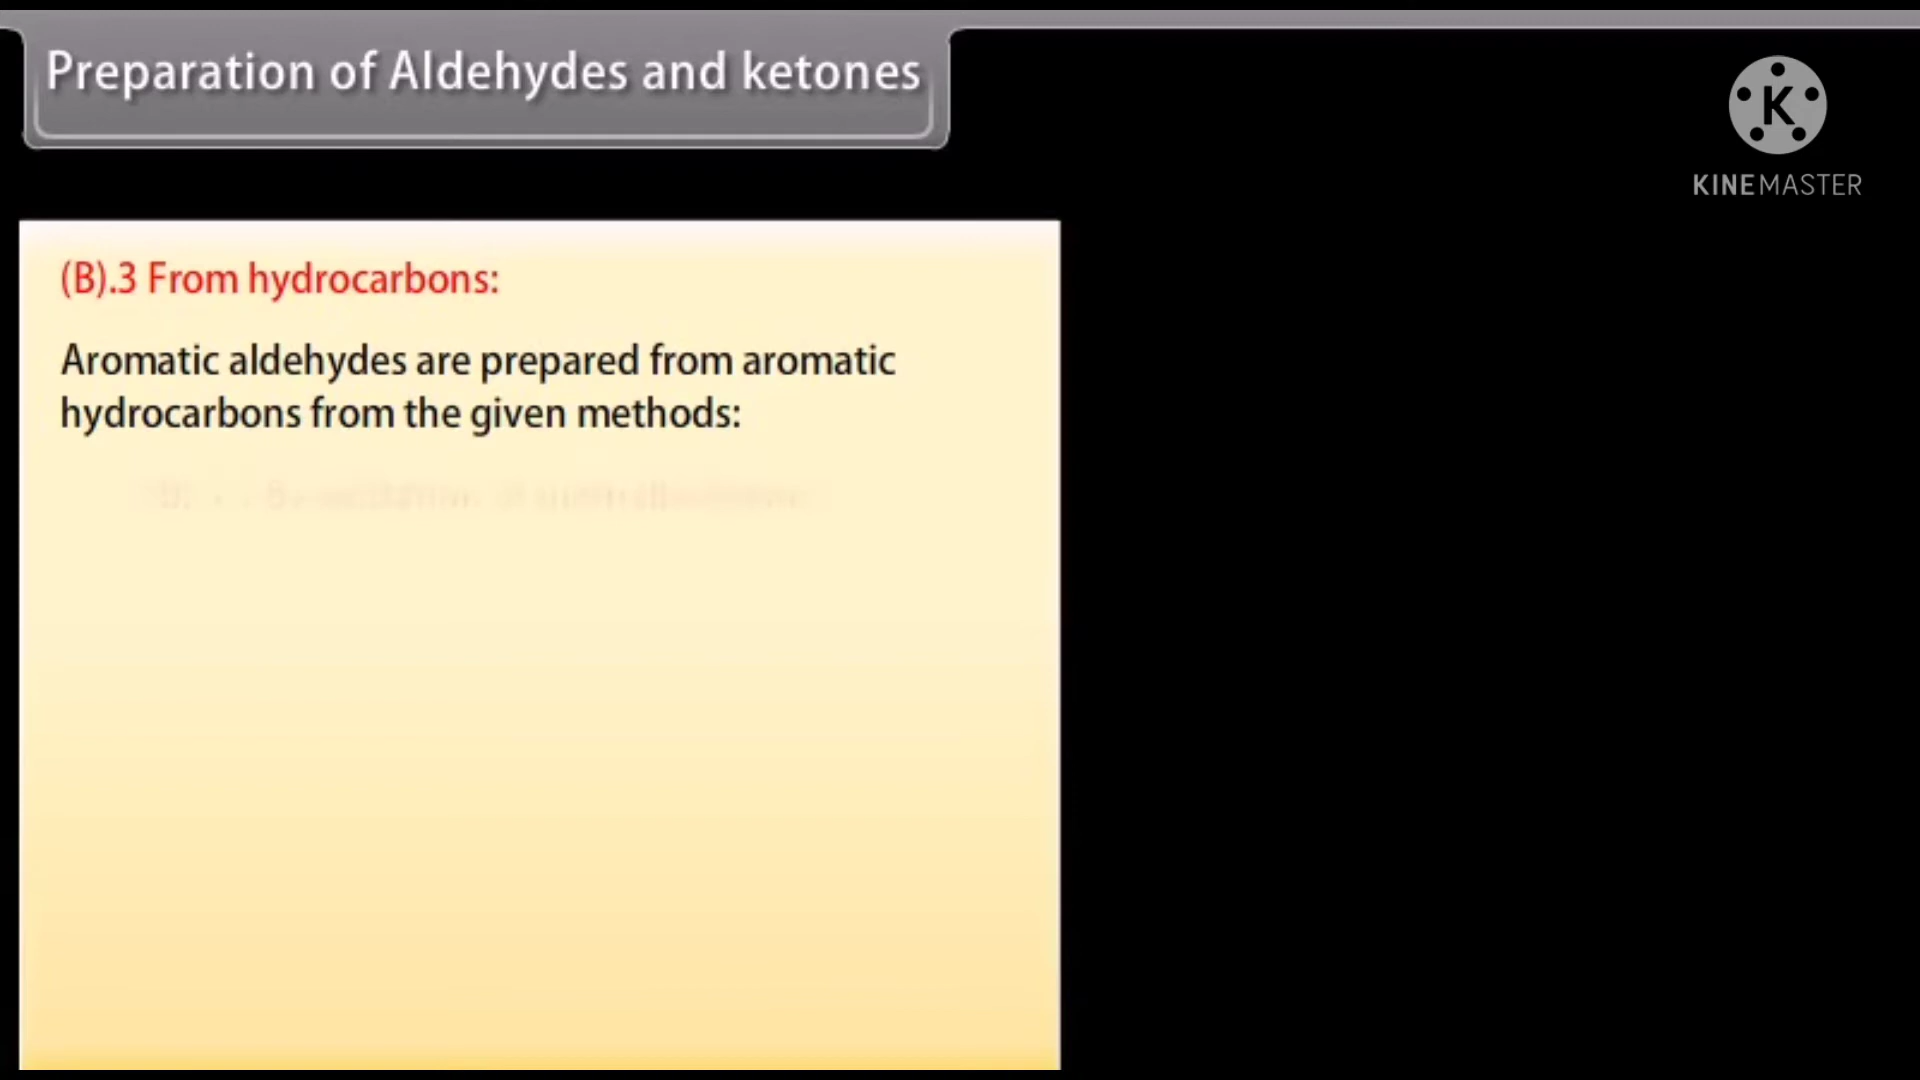 Preparation of Aldehydes and ketones
K
KINEMASTER
(B).3 From hydrocarbons:
Aromatic aldehydes are prepared from aromatic
hydrocarbons from the given methods: